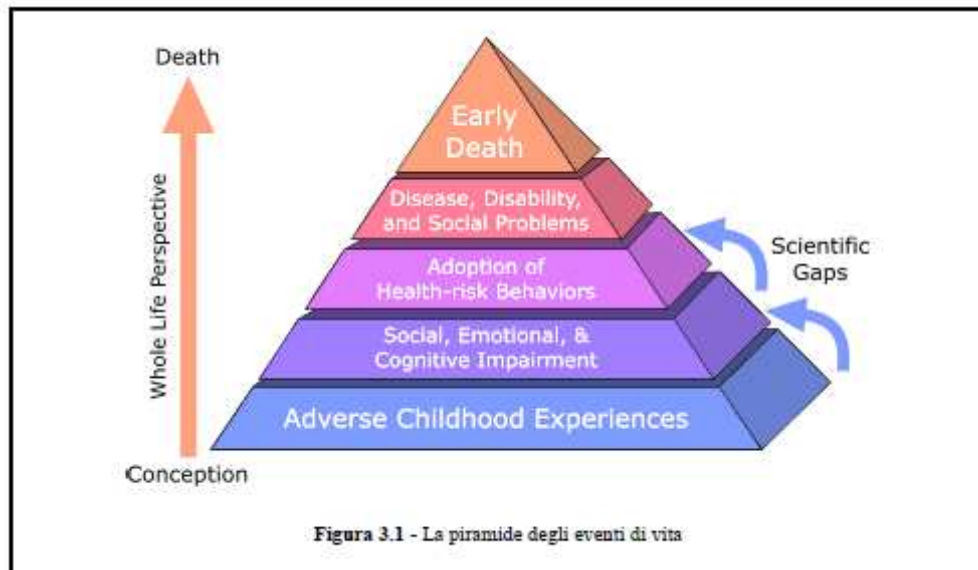 Death
Whole Life Perspective
Conception
Early
Death
Disease, Disability,
and Social Problems
Adoption of
Health-risk Behaviors
Social, Emotional, &
Cognitive Impairment
Adverse Childhood Experiences
Scientific
Gaps
Figura 3.1 - La piramide degli eventi di vita